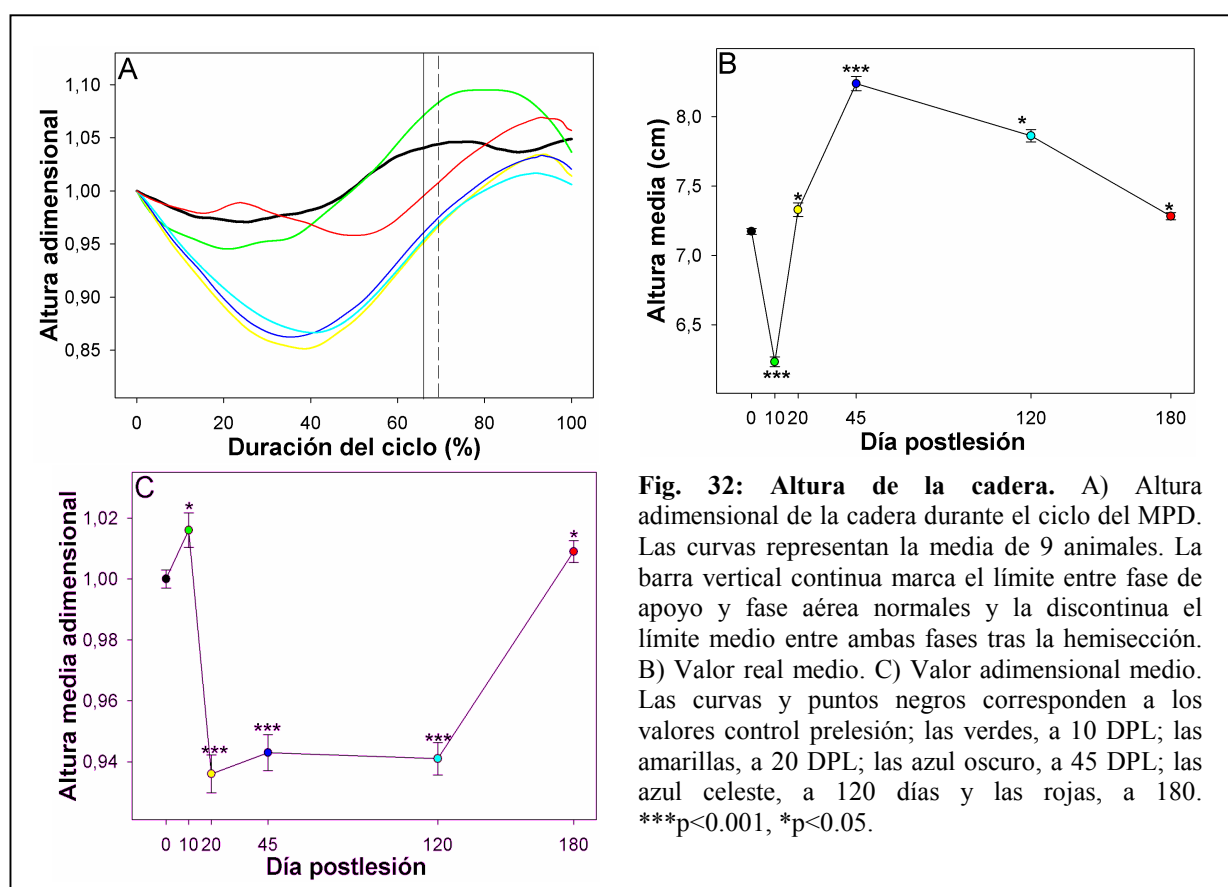 A
1,10
1,05
1,00
0,95
0,90
0,85
Altura adimensional
0 20 40 60 80 100
Duración del ciclo (%)
B
8,0
7,5
7,0
6,5
Altura media (cm)
***
*
*
*
***
0 10 20 45 120 180
Día postlesión
C
1,02
1,00
0,98
0,96
0,94
Altura media adimensional
*
*
***
***
***
0 10 20 45 120 180
Día postlesión
Fig. 32: Altura de la cadera. A) Altura
adimensional de la cadera durante el ciclo del MPD.
Las curvas representan la media de 9 animales. La
barra vertical continua marca el límite entre fase de
apoyo y fase aérea normales y la discontinua el
límite medio entre ambas fases tras la hemisección.
B) Valor real medio. C) Valor adimensional medio.
Las curvas y puntos negros corresponden a los
valores control prelesión; las verdes, a 10 DPL; las
amarillas, a 20 DPL; las azul oscuro, a 45 DPL; las
azul celeste, a 120 días y las rojas, a 180.
***p<0.001, *p<0.05.